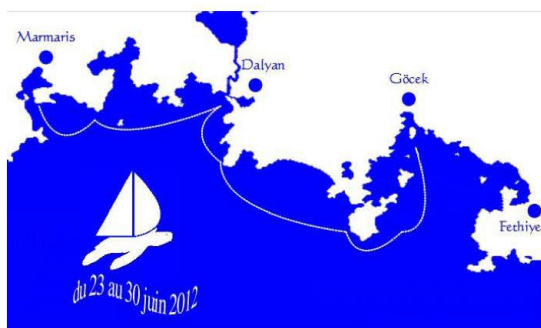 Marmaris
Dalyan
Göcek
Fethiye
du 23 au 30 juin 2012